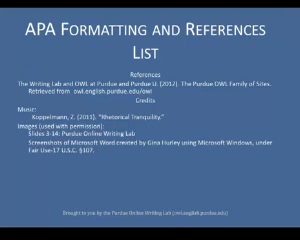 APA FORMATTING AND REFERENCES
LIST
References
The Writing Lab and OWL at Purdue and Purdue U. (2012). The Purdue OWL Family of Sites.
Retrieved from owl.english.purdue.edu/owl
Credits
Music:
Kuppelmann, Z. (2011). "Rhetorical Tranquility."
Images (used with permission):
Slides 3-14: Purdue Online Writing Lab
Screenshots of Microsoft Word created by Gina Hurley using Microsoft Windows, under
Fair Use-17 U.S.C. §107.
Brought to you by the Purdue Online Writing Lab (owl.english.purdue.edu)